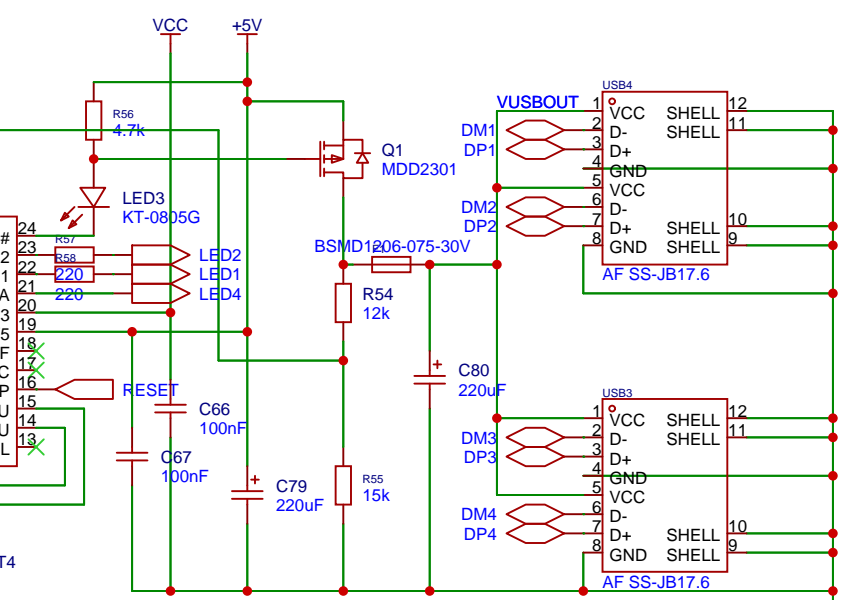 VCC
+5V
R56
4.7k
Q1
MDD2301
LED3
KT-0805G
24
23
22
21
20
19
18
17
16
15
14
13
#
2
1
A
3
5
F
C
P
U
U
L
R57
R58
220
220
LED2
LED1
LED4
RESET
C66
100nF
C67
100nF
C79
220uF
BSMD1206-075-30V
R54
12k
R55
15k
C80
220uF
T4
USB4
VUSBOUT
DM1
DP1
DM2
DP2
1
2
3
4
5
6
7
8
VCC
D-
D+
GND
VCC
D-
D+
GND
SHELL
SHELL
SHELL
SHELL
12
11
10
9
AF SS-JB17.6
USB3
DM3
DP3
DM4
DP4
1
2
3
4
5
6
7
8
VCC
D-
D+
GND
VCC
D-
D+
GND
SHELL
SHELL
SHELL
SHELL
12
11
10
9
AF SS-JB17.6